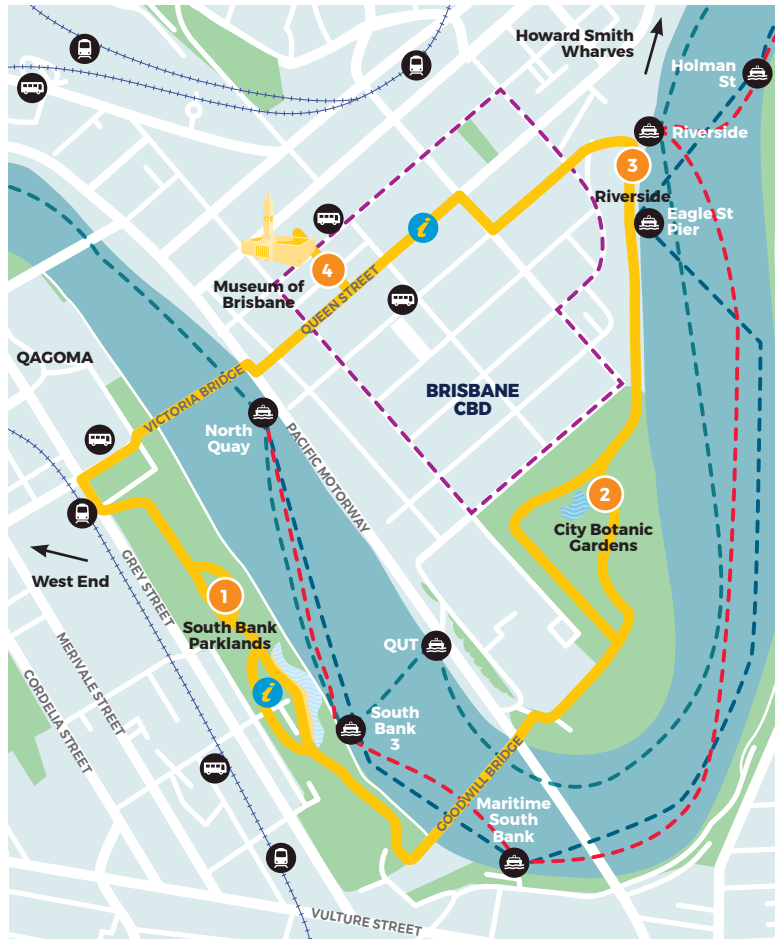 Howard Smith
Wharves
Holman
St
Riverside
3
Riverside
Eagle St
Pier
i
4
Museum of
Brisbane
QUEEN STREET
QAGOMA
VICTORIA BRIDGE
BRISBANE
CBD
North
Quay
PACIFIC MOTORWAY
2
City Botanic
Gardens
West End
GREY STREET
1
South Bank
Parklands
MERIVALE STREET
CORDELIA STREET
QUT
i
South
Bank
3
GOODWILL BRIDGE
Maritime
South
Bank
VULTURE STREET